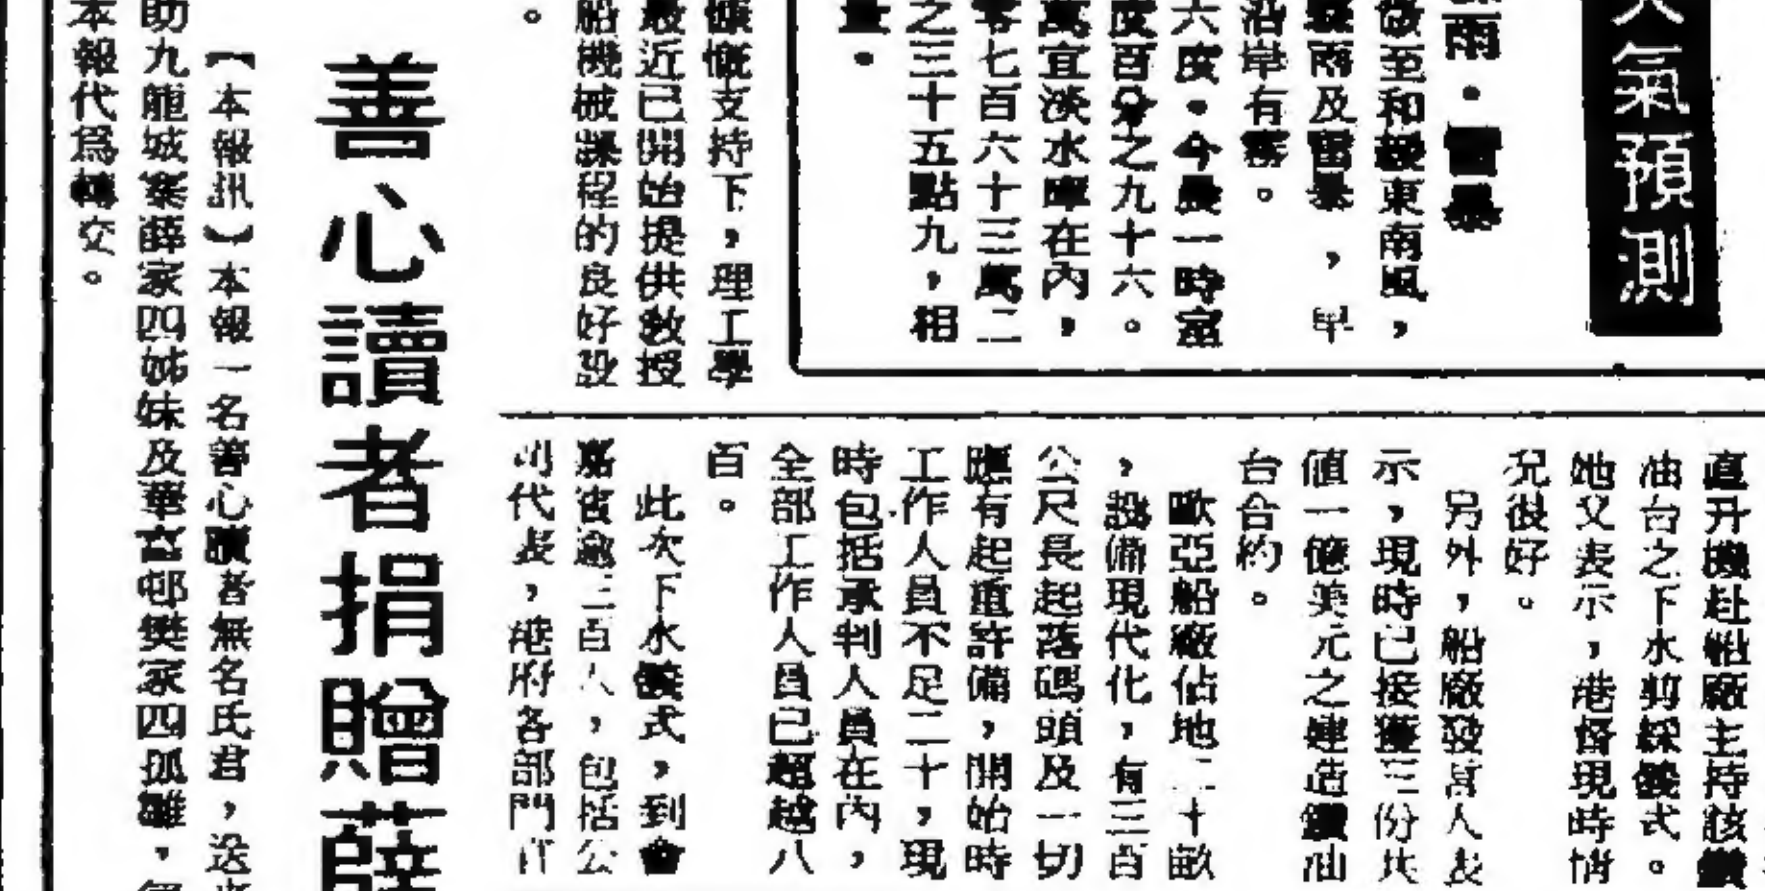 天氣預測
雨·雷暴
至和緩東南風，
驟雨及雷暴，早
沿岸有霧。
六度·今晨一時室
度百分之九十六。
萬宜淡水庫在內，
零七百六十三萬二
之三十五點九，相
量·
慷慨支持下，理工學
最近已開始提供教授
船機械課程的良好設
。
直升機赴船廠主持該鑽
油台之下水剪綵儀式。
她又表示，港督現時情
況很好。
另外，船廠發言人表
示，現時已接獲三份共
值一億美元之建造鑽油
台合約。
歐亞船廠佔地二十畝
，設備現代化，有三百
公尺長起落碼頭及一切
應有起重許備，開始時
工作人員不足二十，現
時包括承判人員在內，
全部工作人員已超越八
百。
此次下水儀式，到會
嘉賓逾三百人，包括公
司代表，港府各部門首
善心讀者捐贈薛
【本報訊】本報一名善心讀者無名氏君，送來
助九龍城寨薛家四姊妹及華富邨樊家四孤雛，
本報代爲轉交。